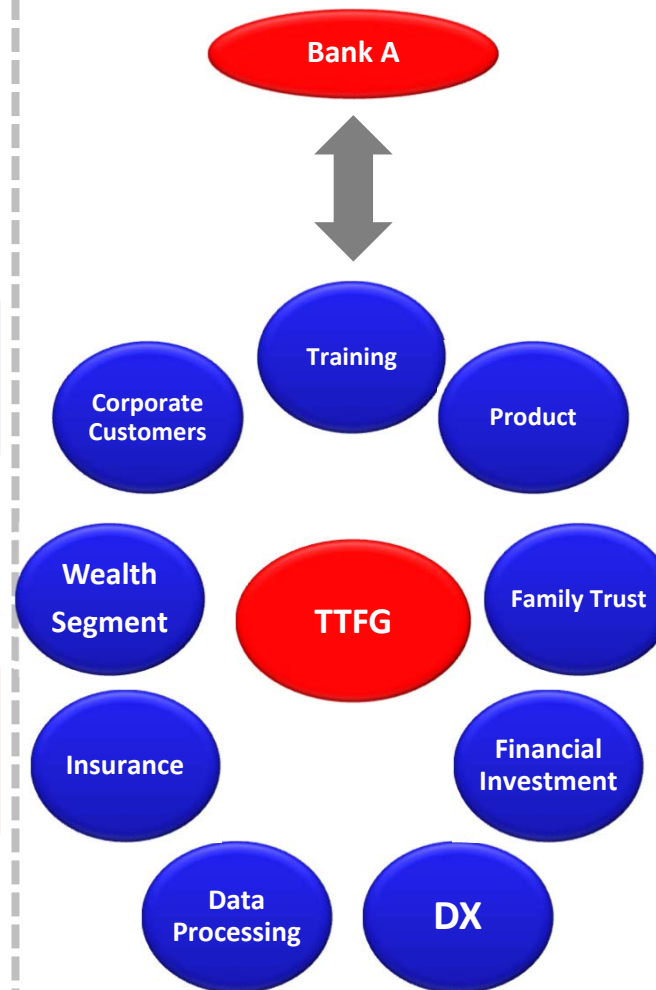 Bank A
Training
Corporate
Customers
Product
Wealth
Segment
TTFG
Family Trust
Insurance
Financial
Investment
Data
Processing
DX